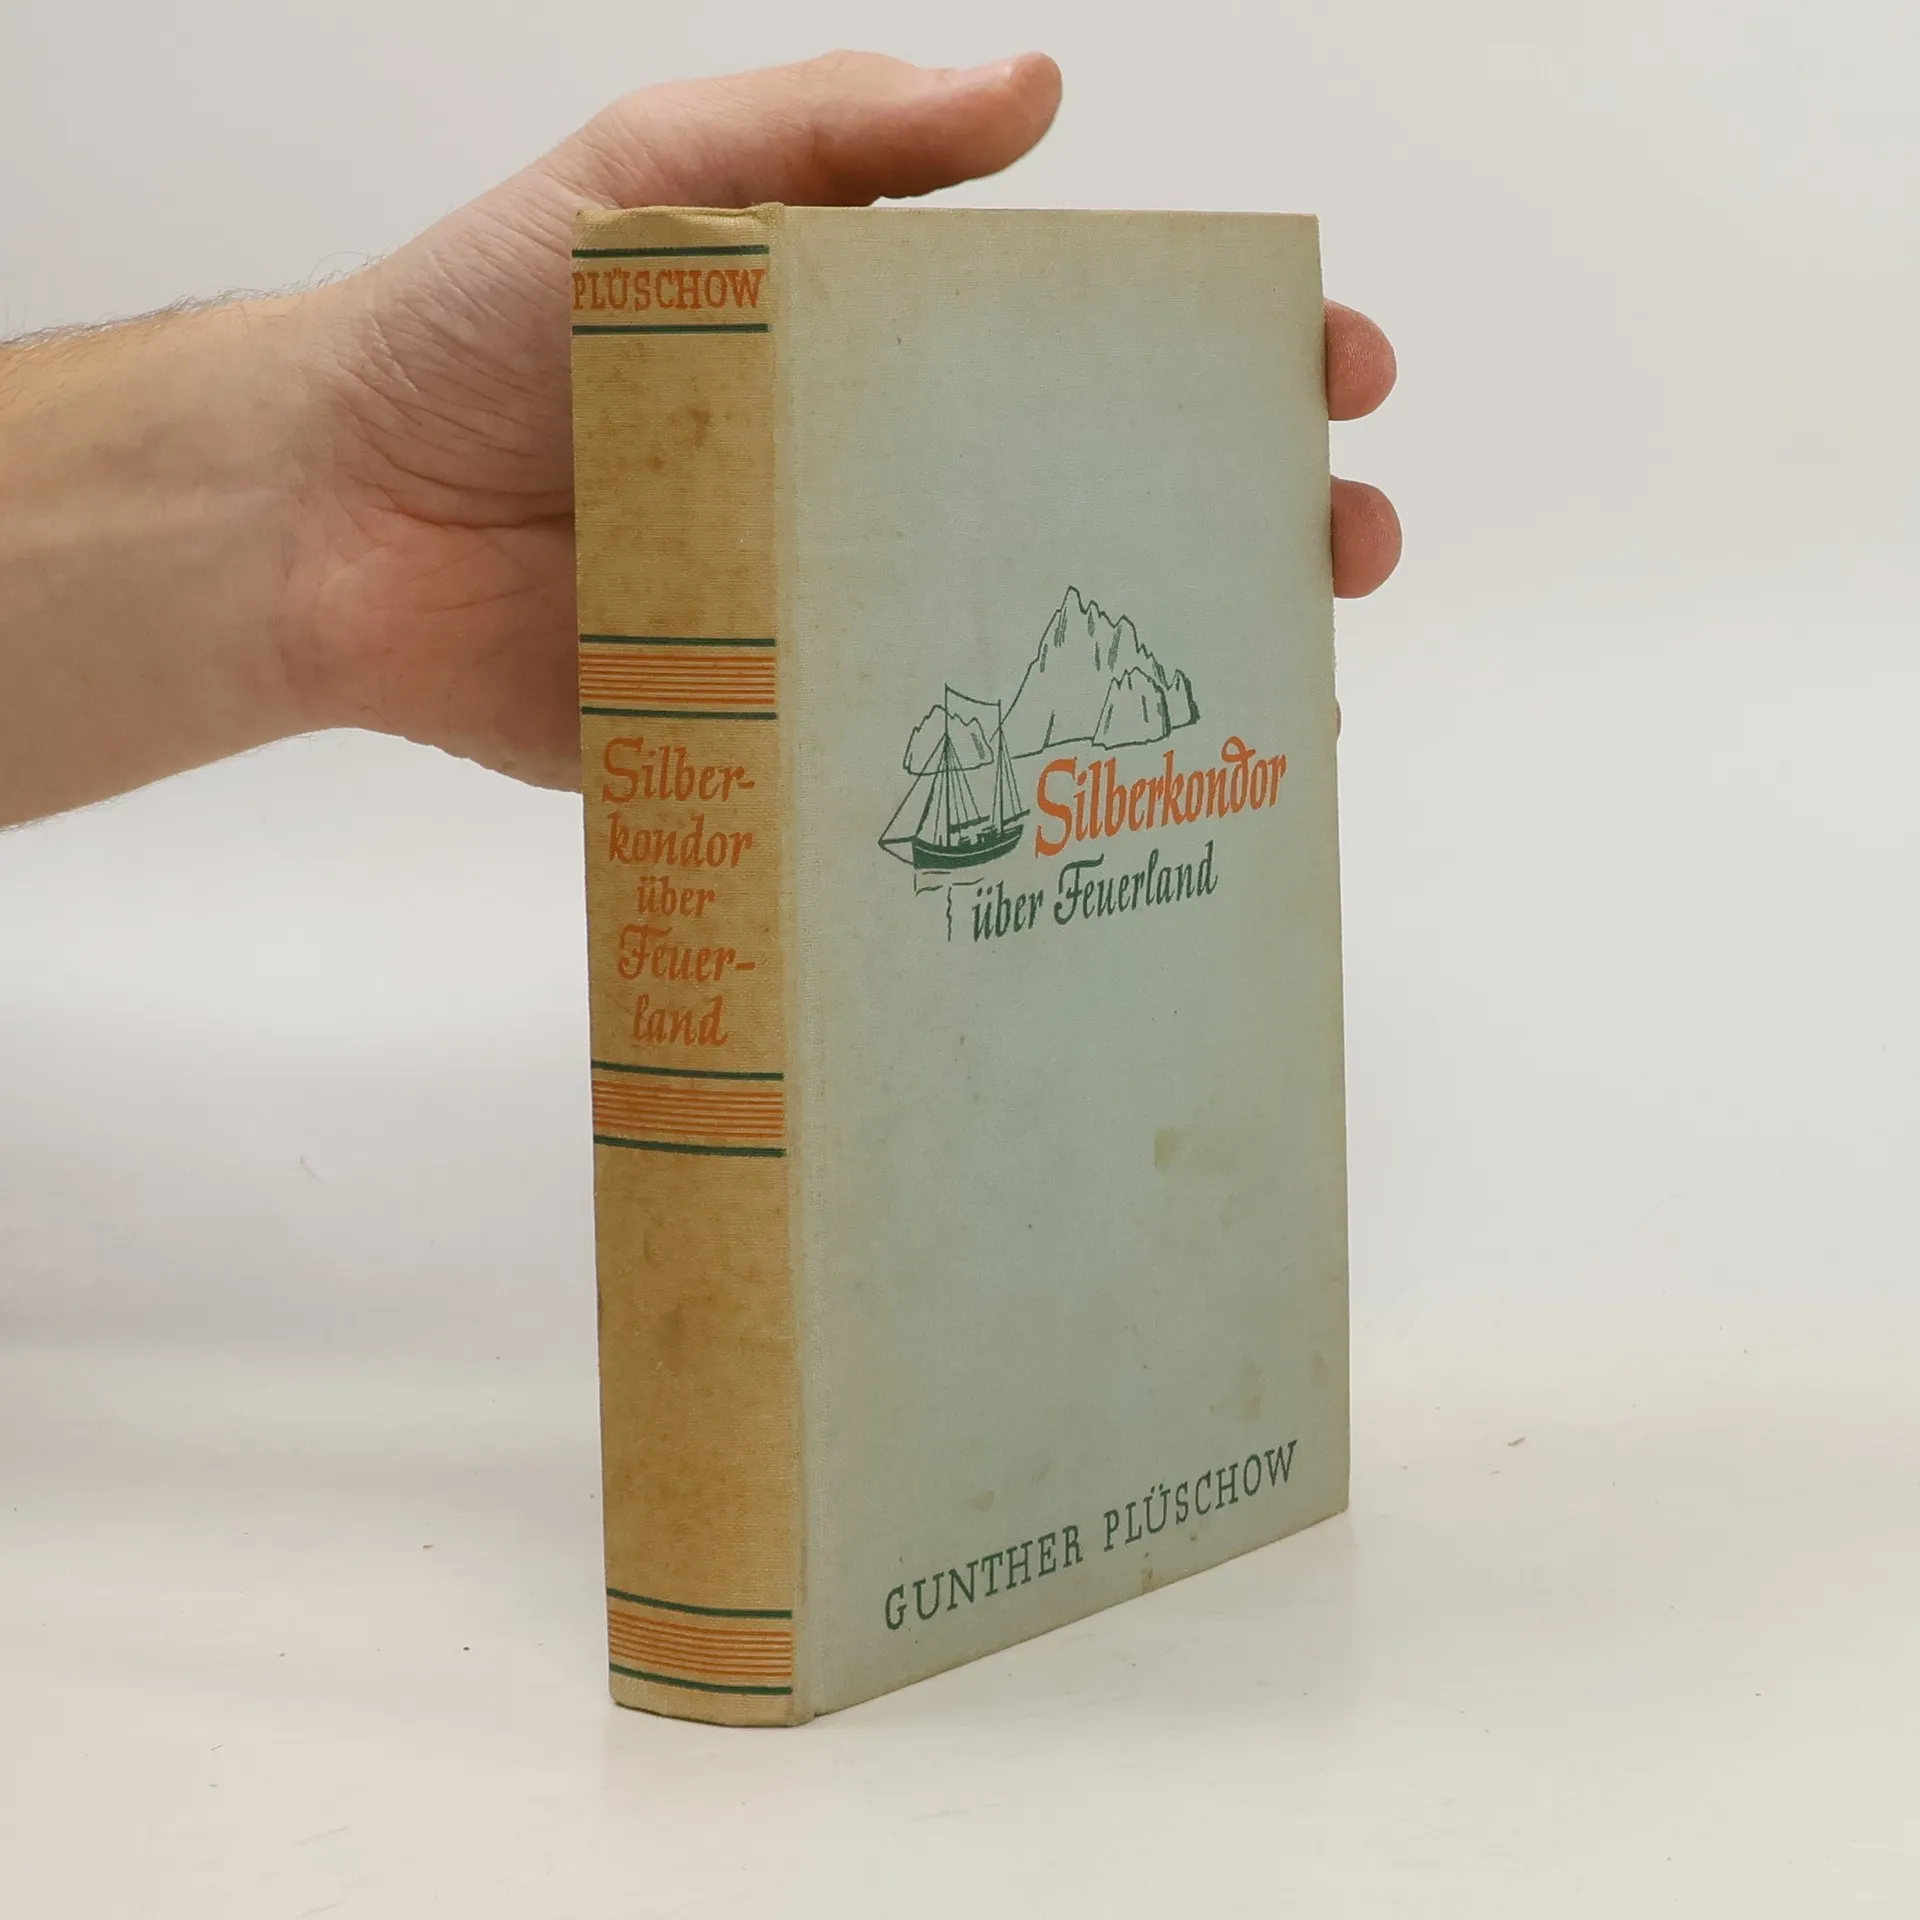 PLÜSCHOW
Silber-
kondor
über
Feuer-
land
Silberkondor
über Feuerland
GUNTHER PLÜSCHOW